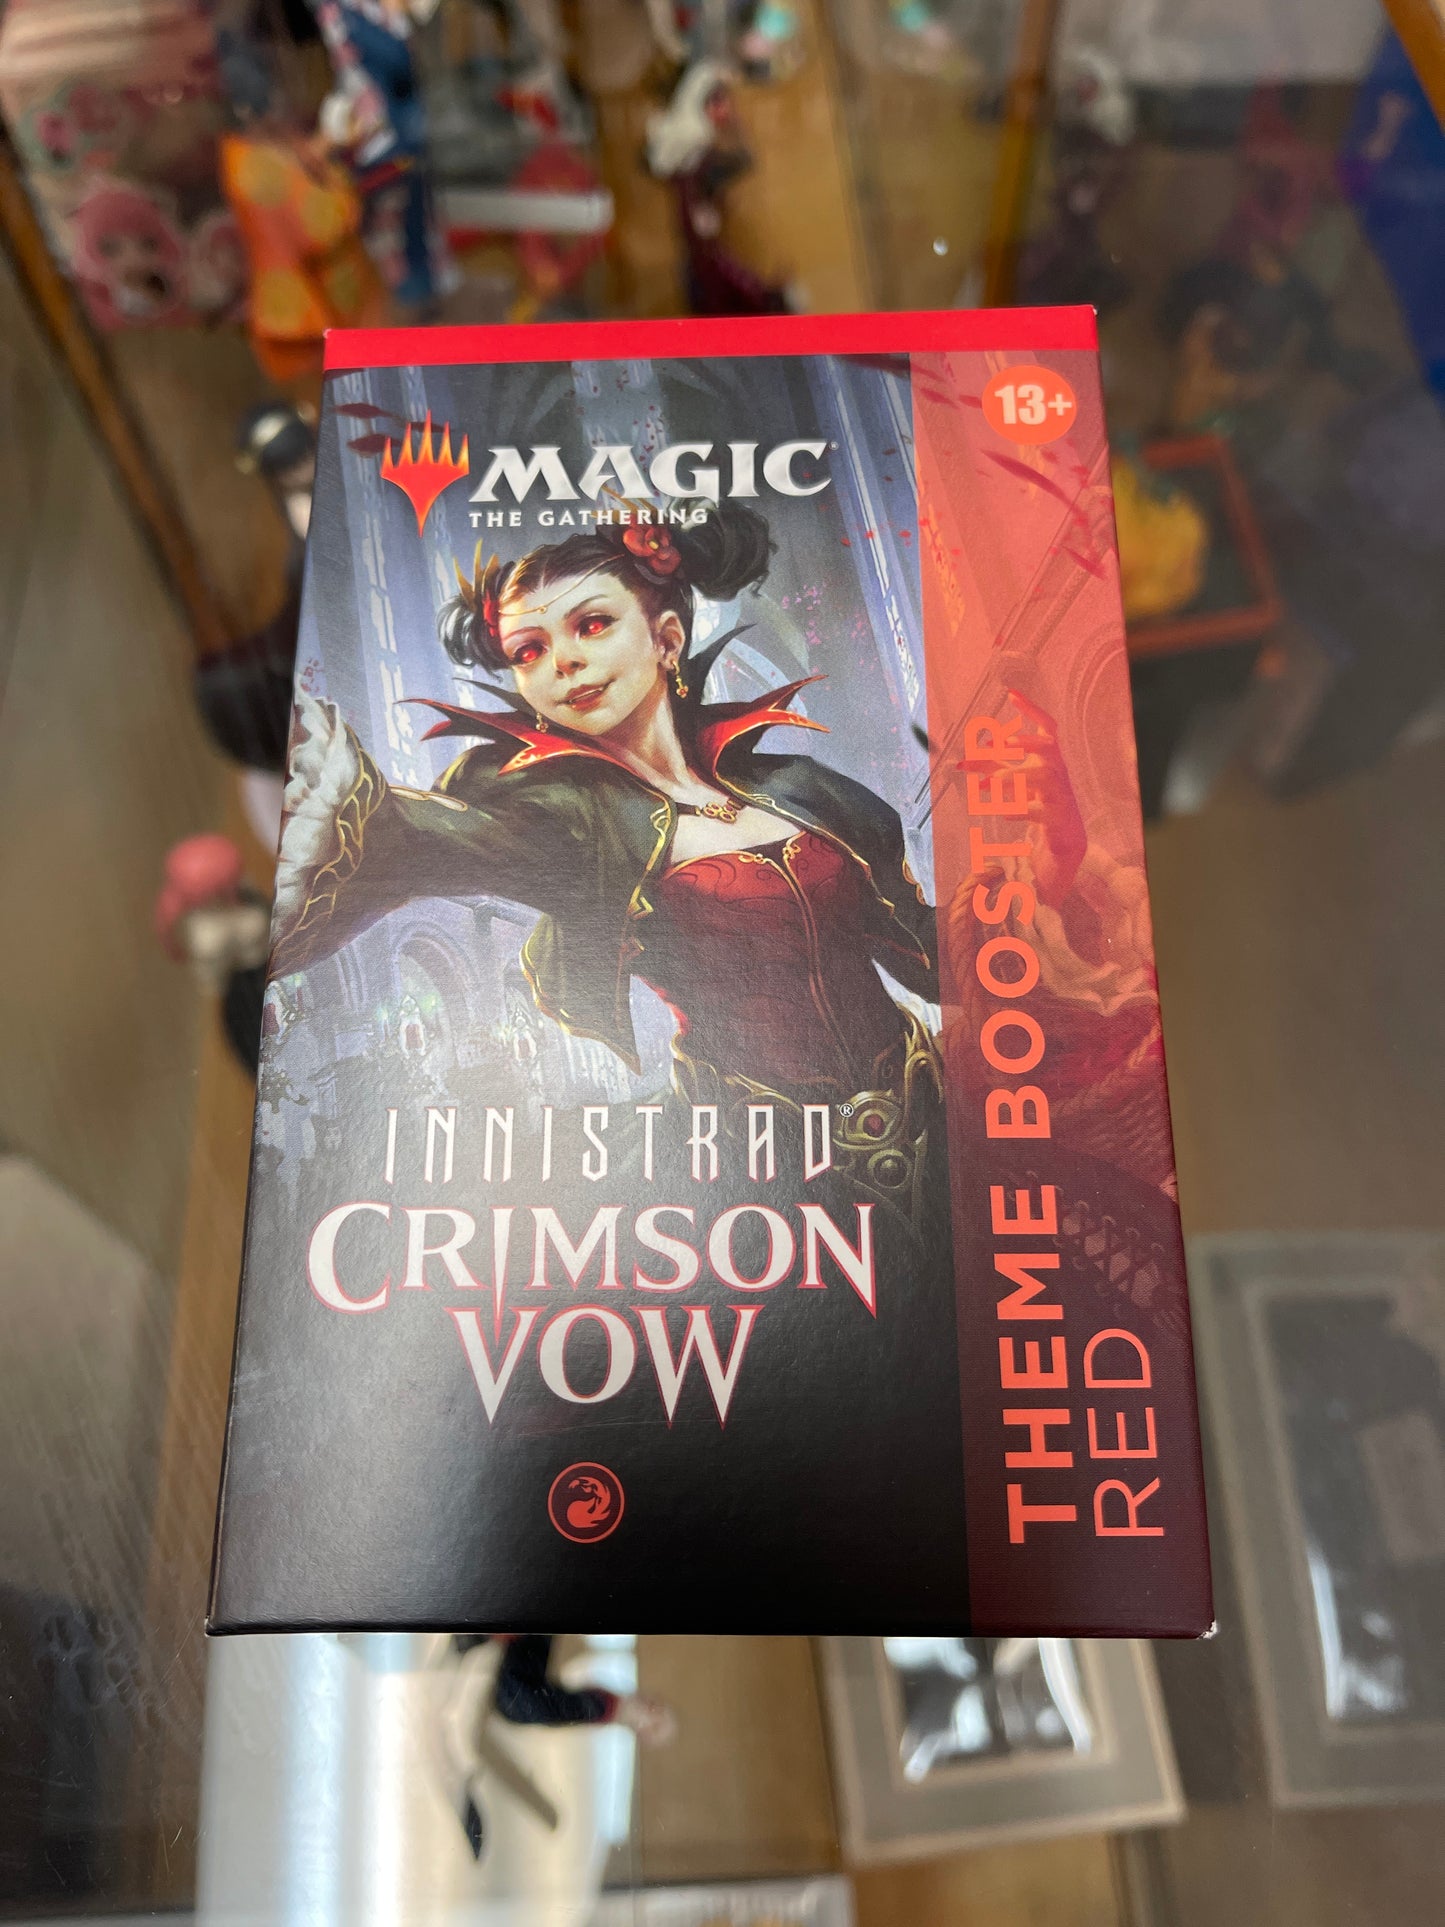 13+
MAGIC®
THE GATHERING
INNISTRAD®
CRIMSON
VOW
THEME BOOSTER
RED